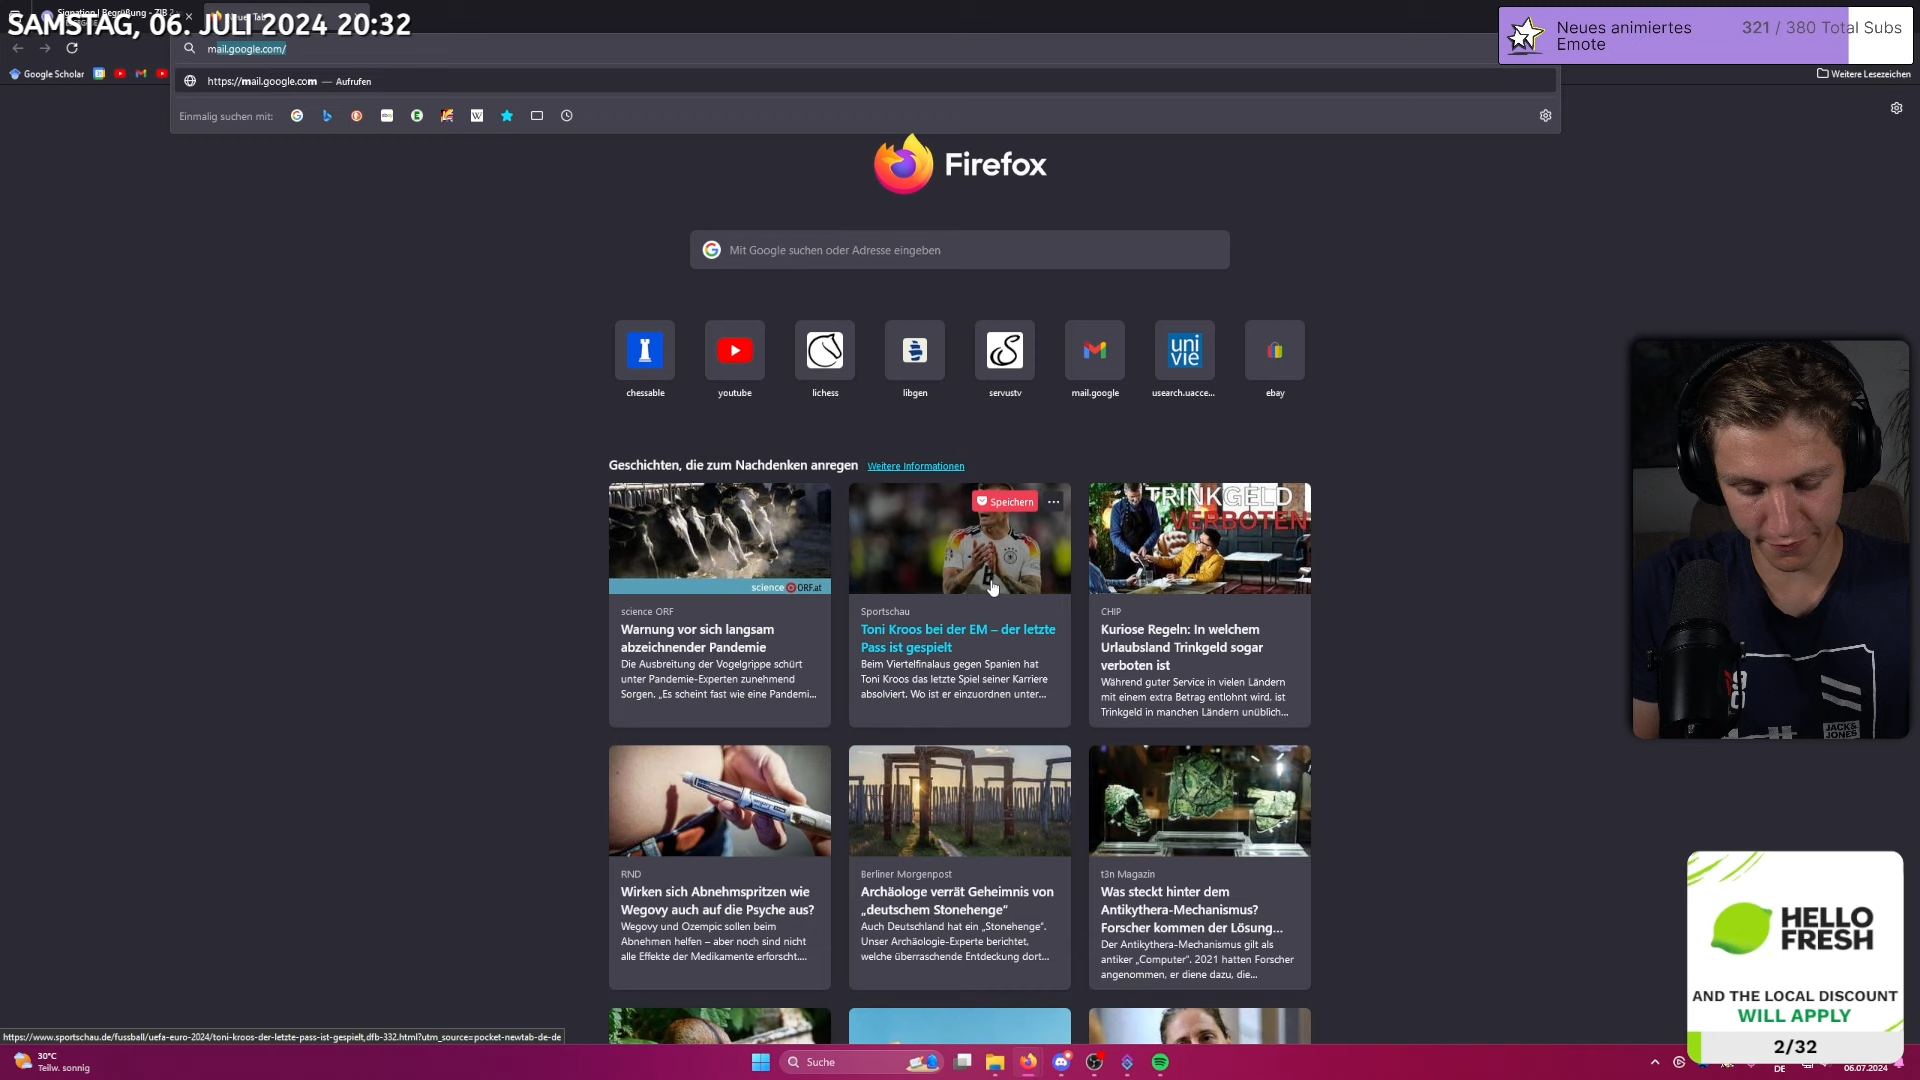 SAMSTAG, 06. JULI 2024 20:32
mail.google.com/
https://mail.google.com — Aufrufen
Einmalig suchen mit:
Google Scholar
Weitere Lesezeichen
Neues animiertes
Emote
321 / 380 Total Subs
Firefox
Mit Google suchen oder Adresse eingeben
chessable
youtube
lichess
libgen
servustv
mail.google
usearch.uacce...
ebay
uni
vie
Geschichten, die zum Nachdenken anregen
Weitere Informationen
science ORF.at
science ORF
Warnung vor sich langsam
abzeichnender Pandemie
Die Ausbreitung der Vogelgrippe schürt
unter Pandemie-Experten zunehmend
Sorgen. „Es scheint fast wie eine Pandemi...
Speichern
Sportschau
Toni Kroos bei der EM – der letzte
Pass ist gespielt
Beim Viertelfinalaus gegen Spanien hat
Toni Kroos das letzte Spiel seiner Karriere
absolviert. Wo ist er einzuordnen unter...
TRINKGELD
VERBOTEN
CHIP
Kuriose Regeln: In welchem
Urlaubsland Trinkgeld sogar
verboten ist
Während guter Service in vielen Ländern
mit einem extra Betrag entlohnt wird, ist
Trinkgeld in manchen Ländern unüblich...
RND
Wirken sich Abnehmspritzen wie
Wegovy auch auf die Psyche aus?
Wegovy und Ozempic sollen beim
Abnehmen helfen – aber noch sind nicht
alle Effekte der Medikamente erforscht....
Berliner Morgenpost
Archäologe verrät Geheimnis von
„deutschem Stonehenge“
Auch Deutschland hat ein „Stonehenge“.
Unser Archäologie-Experte berichtet,
welche überraschende Entdeckung dort...
t3n Magazin
Was steckt hinter dem
Antikythera-Mechanismus?
Forscher kommen der Lösung...
Der Antikythera-Mechanismus gilt als
antiker „Computer“. 2021 hatten Forscher
angenommen, er diene dazu, die...
JACK&
JONES
HELLO
FRESH
AND THE LOCAL DISCOUNT
WILL APPLY
2/32
https://www.sportschau.de/fussball/uefa-euro-2024/toni-kroos-der-letzte-pass-ist-gespielt,dfb-332.html?utm_source=pocket-newtab-de-de
30°C
Teilw. sonnig
Suche
DE
06.07.2024